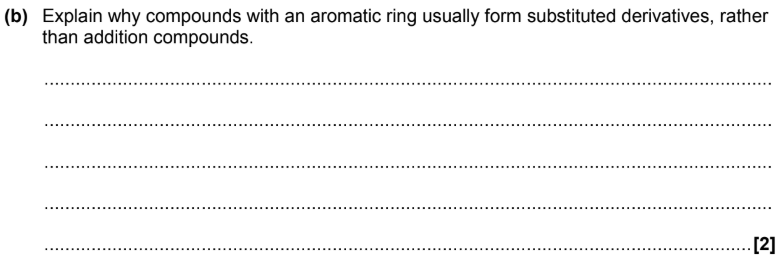 (b) Explain why compounds with an aromatic ring usually form substituted derivatives, rather
than addition compounds.
..........................................................................................
..........................................................................................
..........................................................................................
..........................................................................................
.......................................................................................[2]